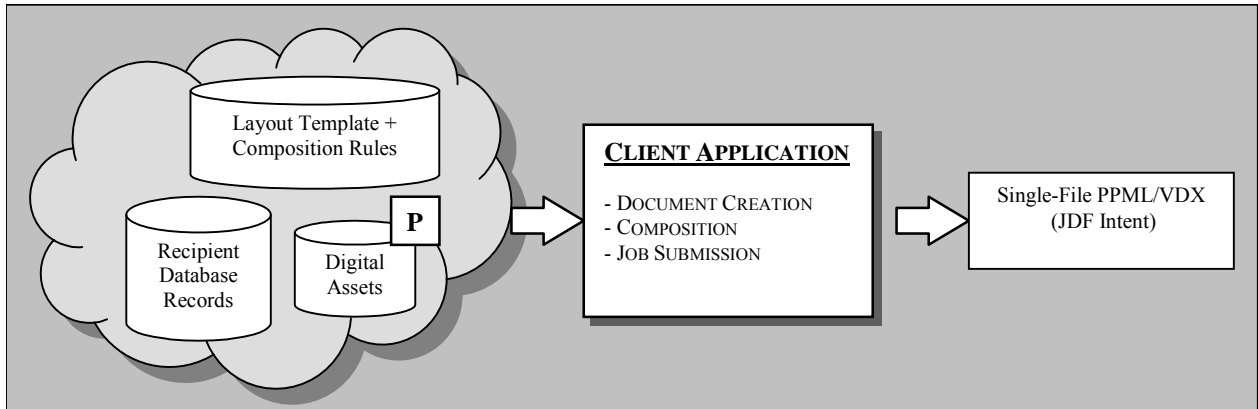 Layout Template +
Composition Rules
P
Recipient
Database
Records
Digital
Assets
CLIENT APPLICATION
- DOCUMENT CREATION
- COMPOSITION
- JOB SUBMISSION
Single-File PPML/VDX
(JDF Intent)